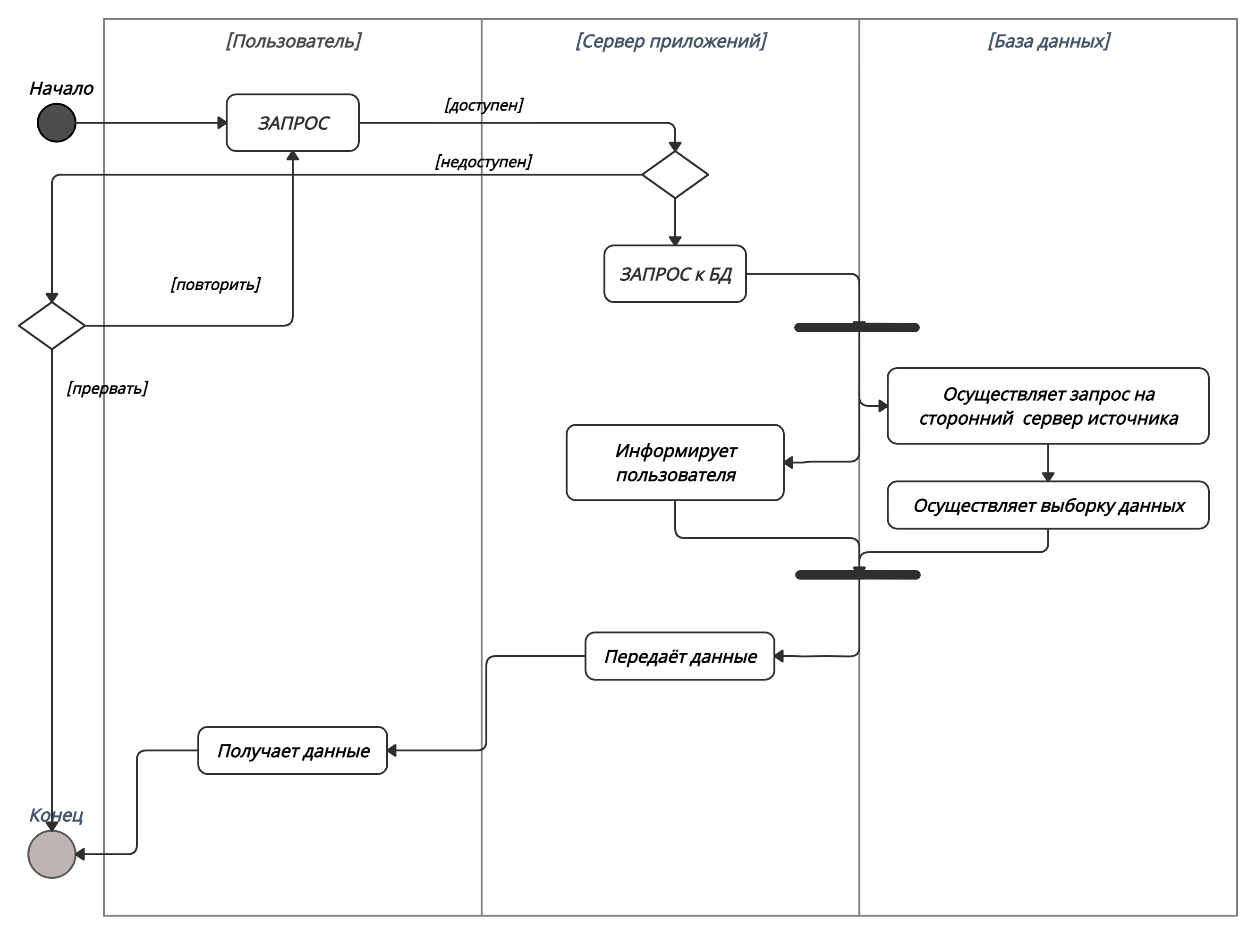 [Пользователь]
[Сервер приложений]
[База данных]
Начало
ЗАПРОС
[доступен]
[недоступен]
ЗАПРОС к БД
[повторить]
[прервать]
Осуществляет запрос на
сторонний сервер источника
Информирует
пользователя
Осуществляет выборку данных
Передаёт данные
Получает данные
Конец